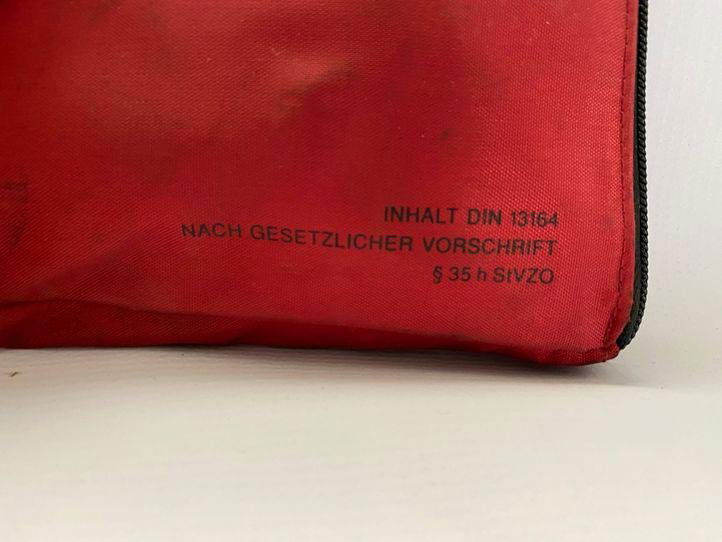 INHALT DIN 13164
NACH GESETZLICHER VORSCHRIFT
§ 35 h StVZO